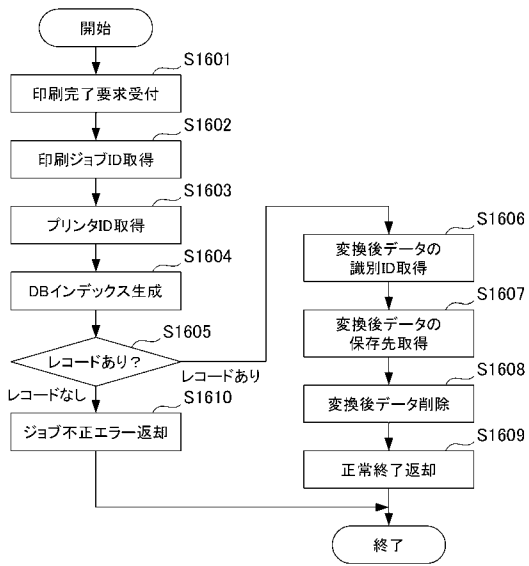 開始
S1601
印刷完了要求受付
S1602
印刷ジョブID取得
S1603
プリンタID取得
S1604
DBインデックス生成
S1605
レコードあり？
レコードあり
レコードなし
S1610
ジョブ不正エラー返却
S1606
変換後データの
識別ID取得
S1607
変換後データの
保存先取得
S1608
変換後データ削除
S1609
正常終了返却
終了